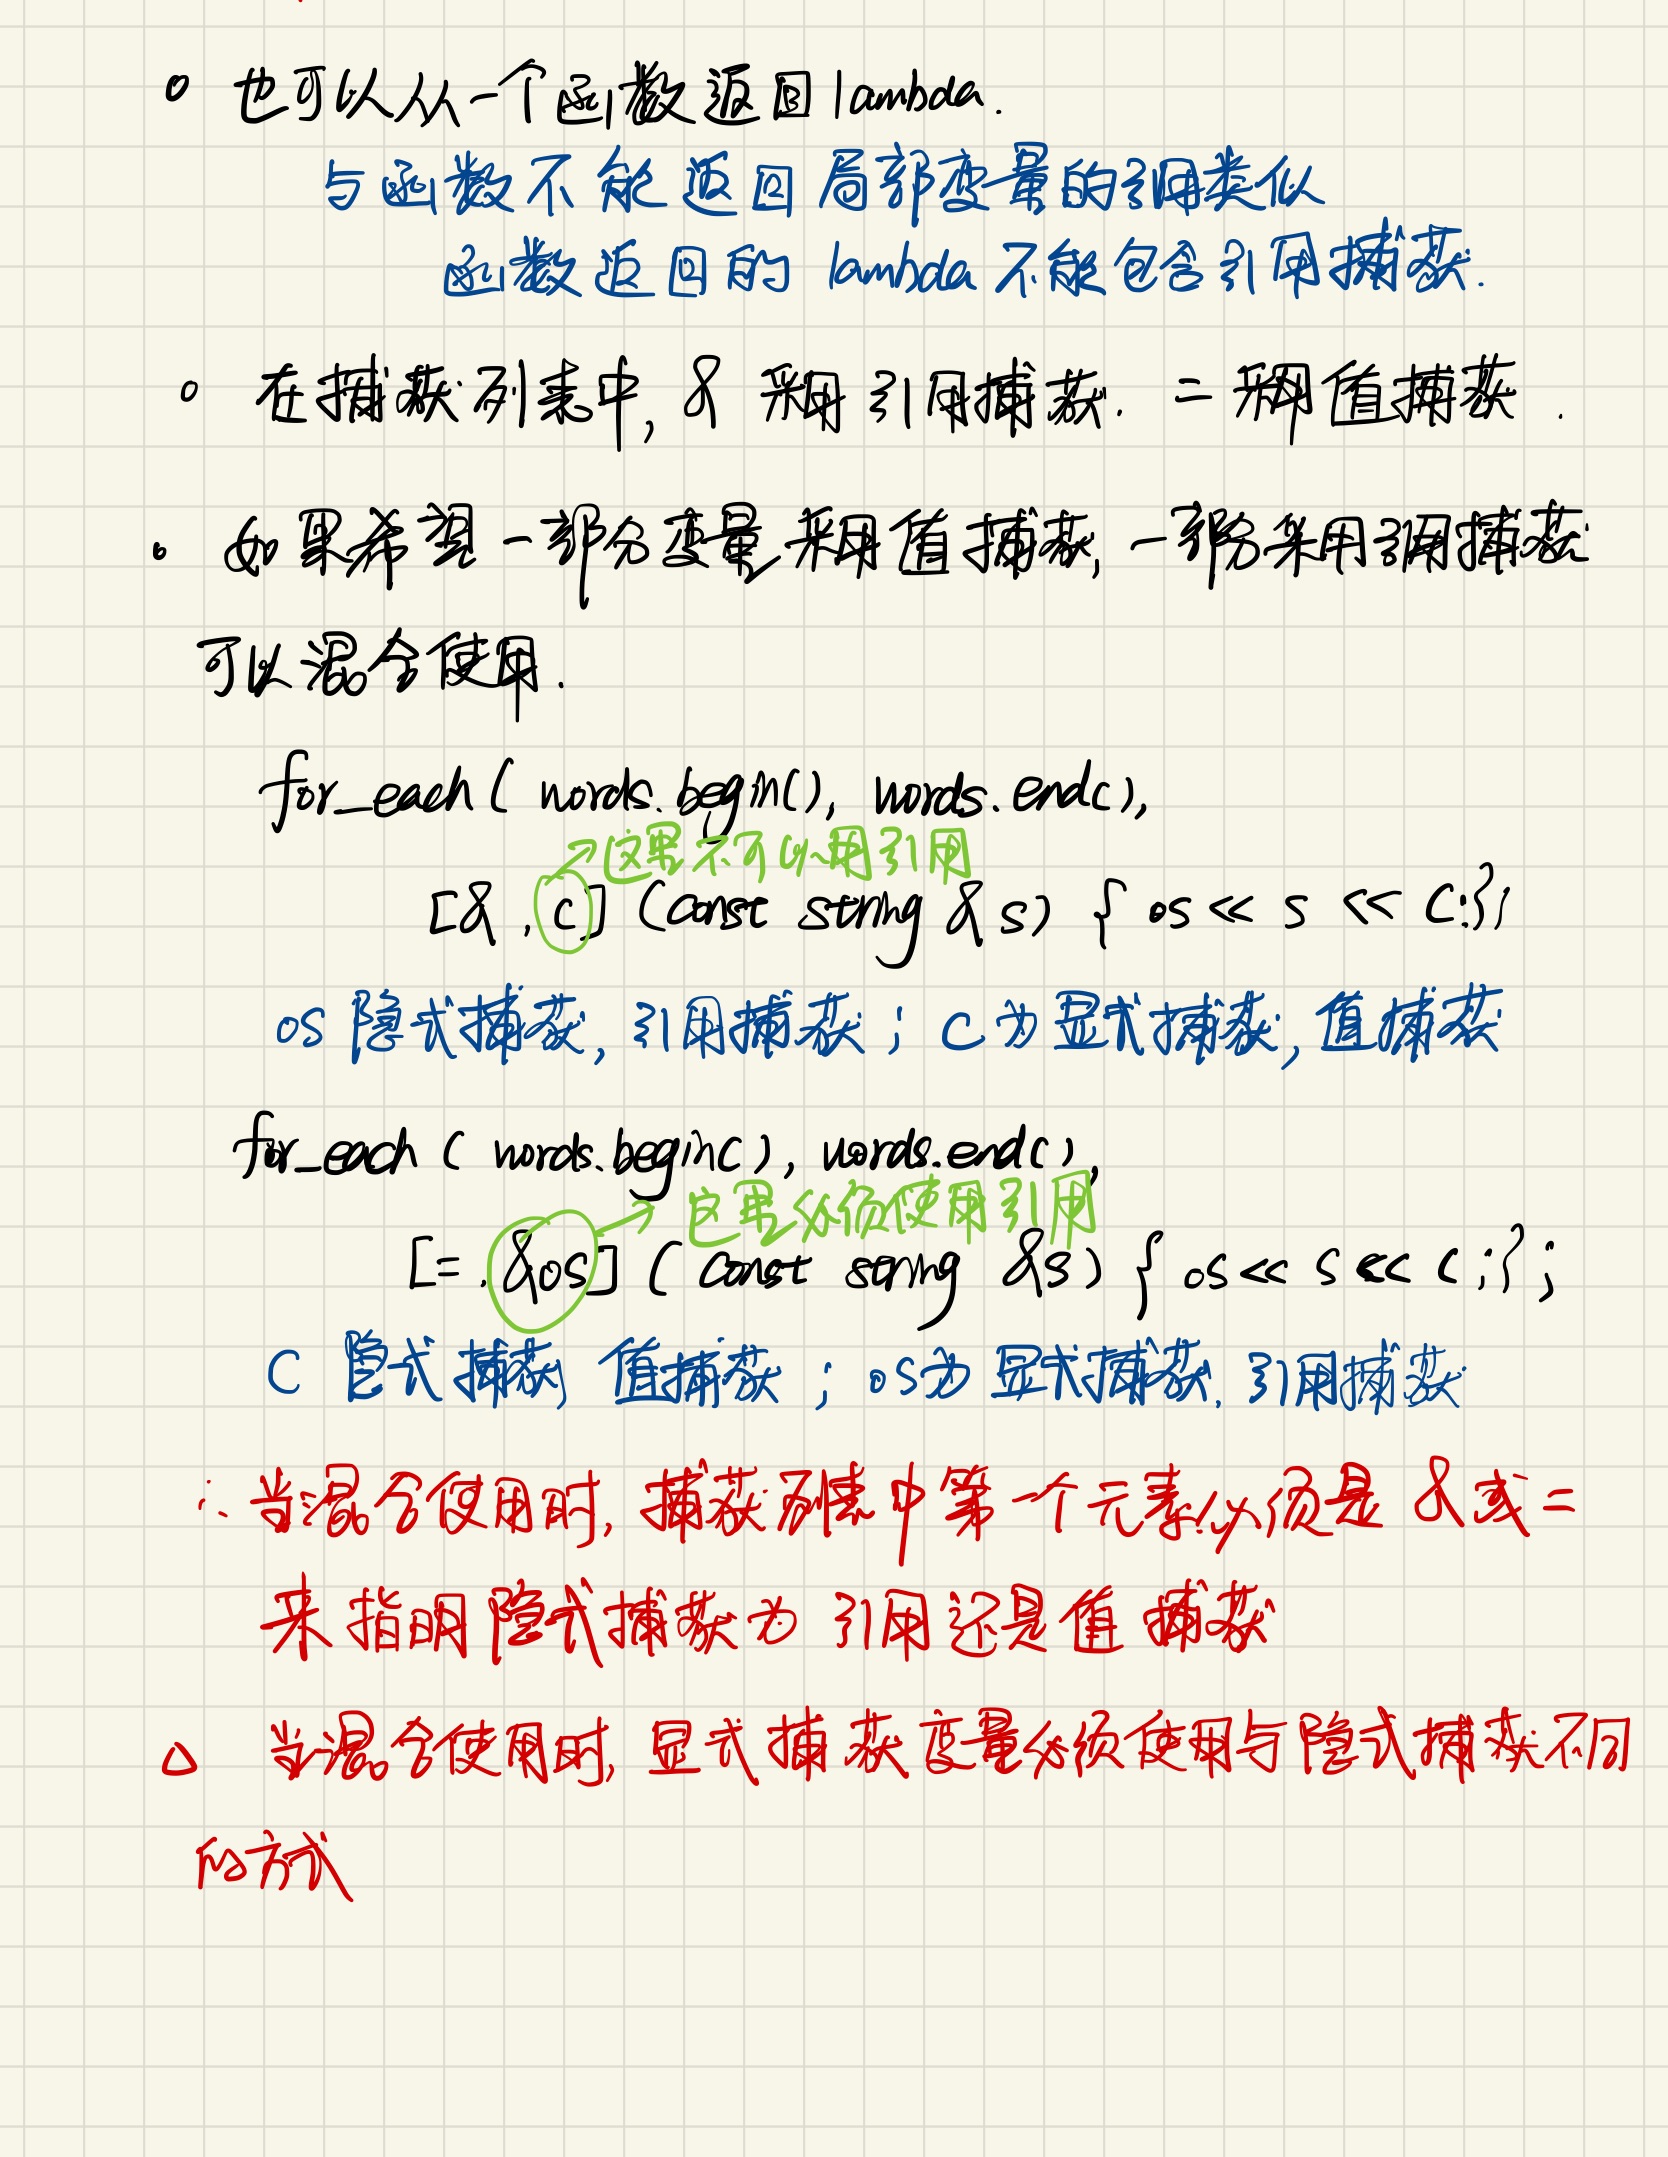 也可以从一个函数返回lambda.
与函数不能返回局部变量的引用类似
函数返回的 lambda 不能包含引用捕获.
在捕获列表中, & 采用引用捕获. = 采用值捕获.
如果希望一部分变量采用值捕获, 一部分采用引用捕获
可以混合使用.
for_each( words.begin(), words.end(),
这里不可以用引用
[& , c] (const string & s) { os << s << c;});
os 隐式捕获, 引用捕获; c 为显式捕获, 值捕获
for_each ( words.begin(), words.end(),
这里必须使用引用
[= , &os] ( const string &s) { os << s << c ; };
c 隐式捕获, 值捕获; os为 显式捕获, 引用捕获
∴ 当混合使用时, 捕获列表中第一个元素必须是 & 或 =
来指明隐式捕获为 引用还是值 捕获
△ 当混合使用时, 显式捕获变量必须使用与隐式捕获不同
的方式